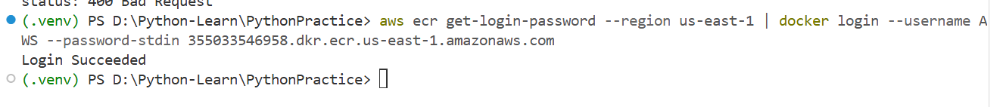 status: 400 Bad Request
(.venv) PS D:\Python-Learn\PythonPractice> aws ecr get-login-password --region us-east-1 | docker login --username A
WS --password-stdin 355033546958.dkr.ecr.us-east-1.amazonaws.com
Login Succeeded
(.venv) PS D:\Python-Learn\PythonPractice>